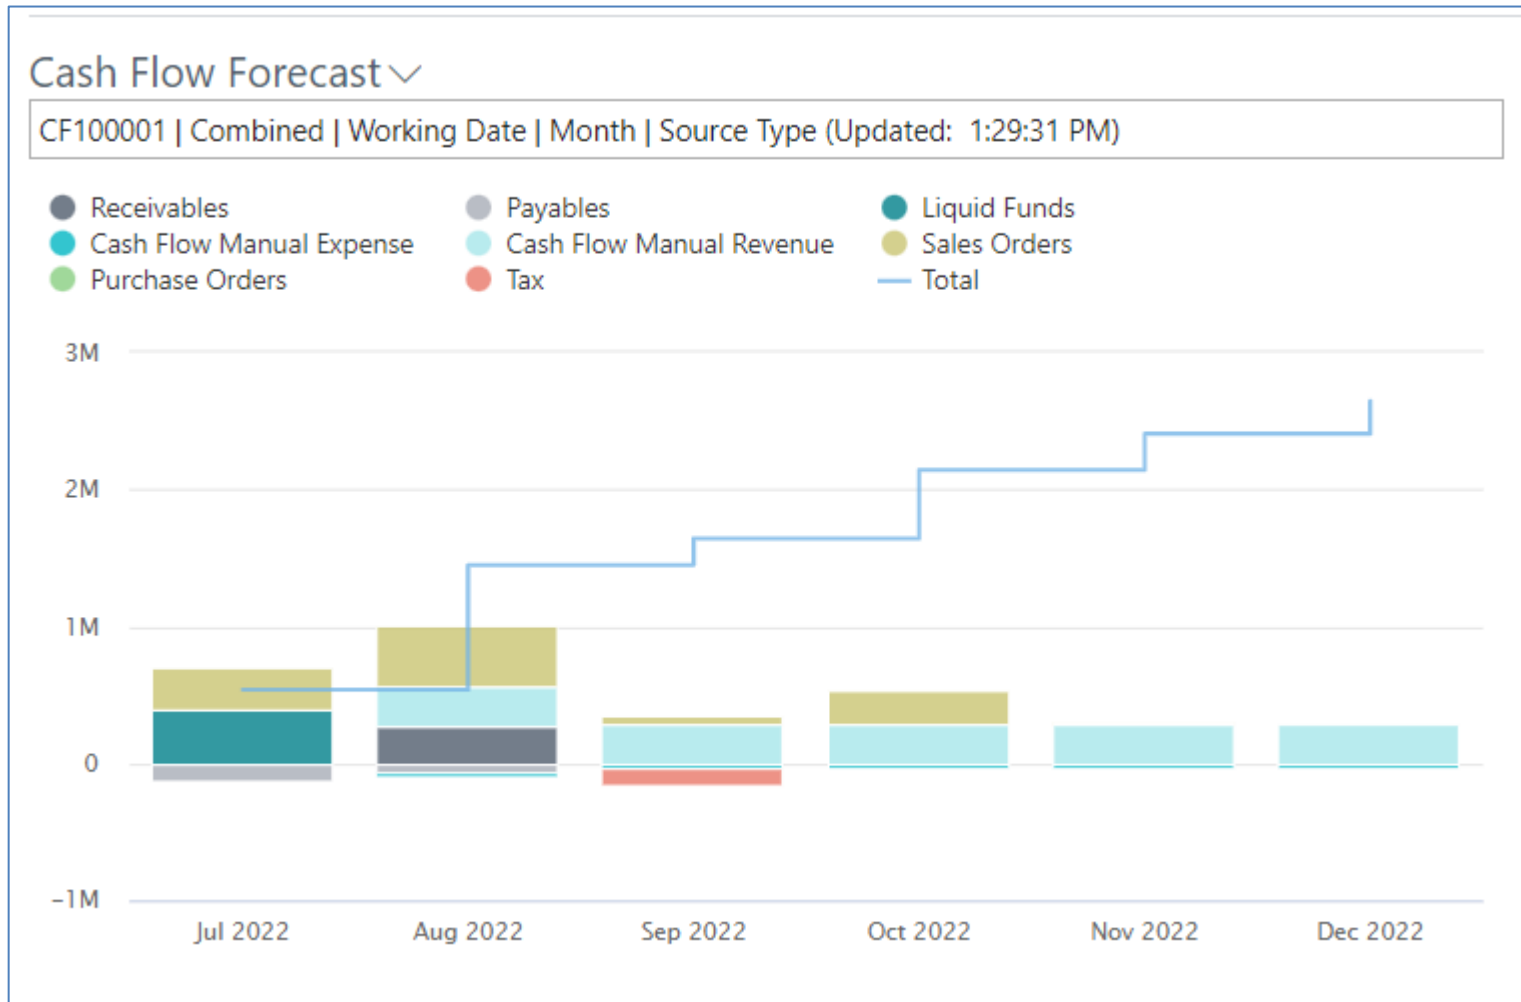 Cash Flow Forecast
CF100001 | Combined | Working Date | Month | Source Type (Updated:  1:29:31 PM)
Receivables Payables Liquid Funds
Cash Flow Manual Expense Cash Flow Manual Revenue Sales Orders
Purchase Orders Tax Total
3M
2M
1M
0
-1M
Jul 2022 Aug 2022 Sep 2022 Oct 2022 Nov 2022 Dec 2022